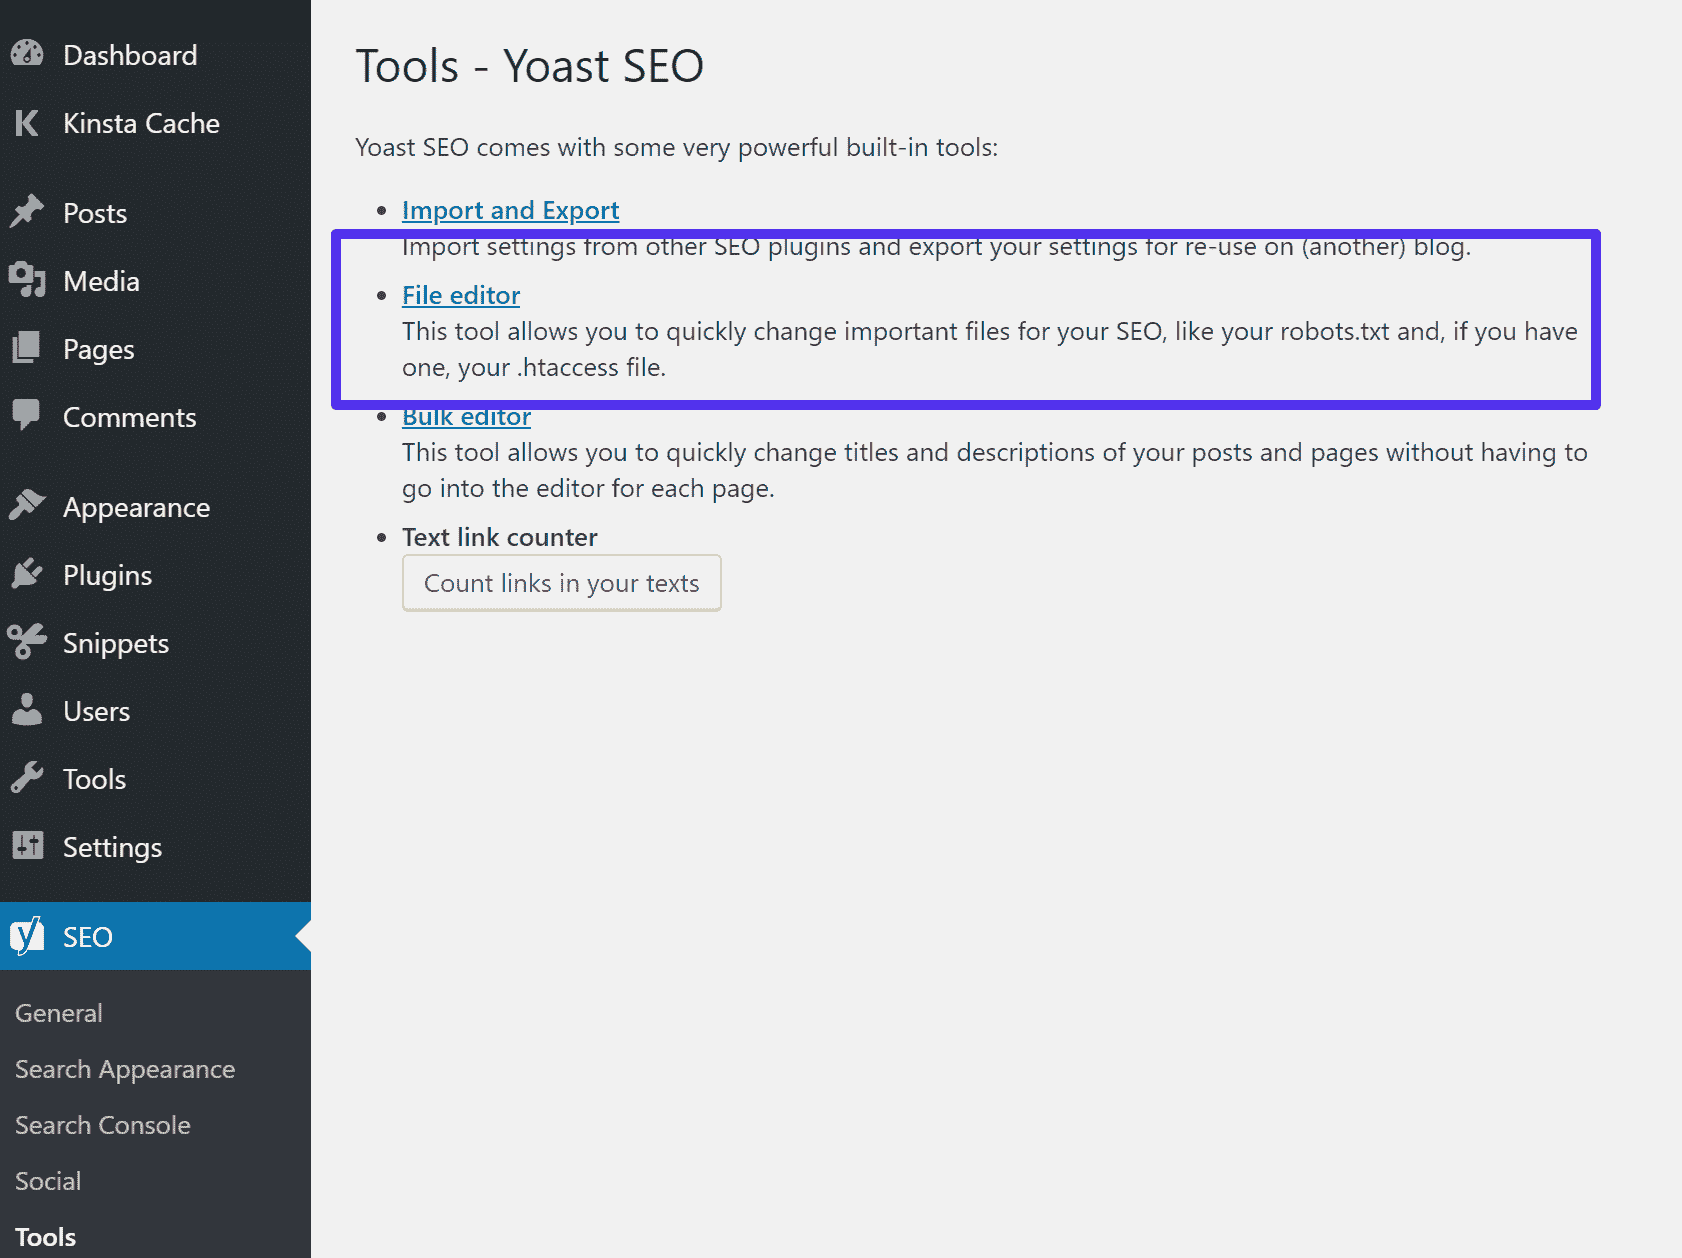 Dashboard
Kinsta Cache
Posts
Media
Pages
Comments
Appearance
Plugins
Snippets
Users
Tools
Settings
SEO
General
Search Appearance
Search Console
Social
Tools
Tools - Yoast SEO
Yoast SEO comes with some very powerful built-in tools:
Import and Export
Import settings from other SEO plugins and export your settings for re-use on (another) blog.
File editor
This tool allows you to quickly change important files for your SEO, like your robots.txt and, if you have
one, your .htaccess file.
Bulk editor
This tool allows you to quickly change titles and descriptions of your posts and pages without having to
go into the editor for each page.
Text link counter
Count links in your texts